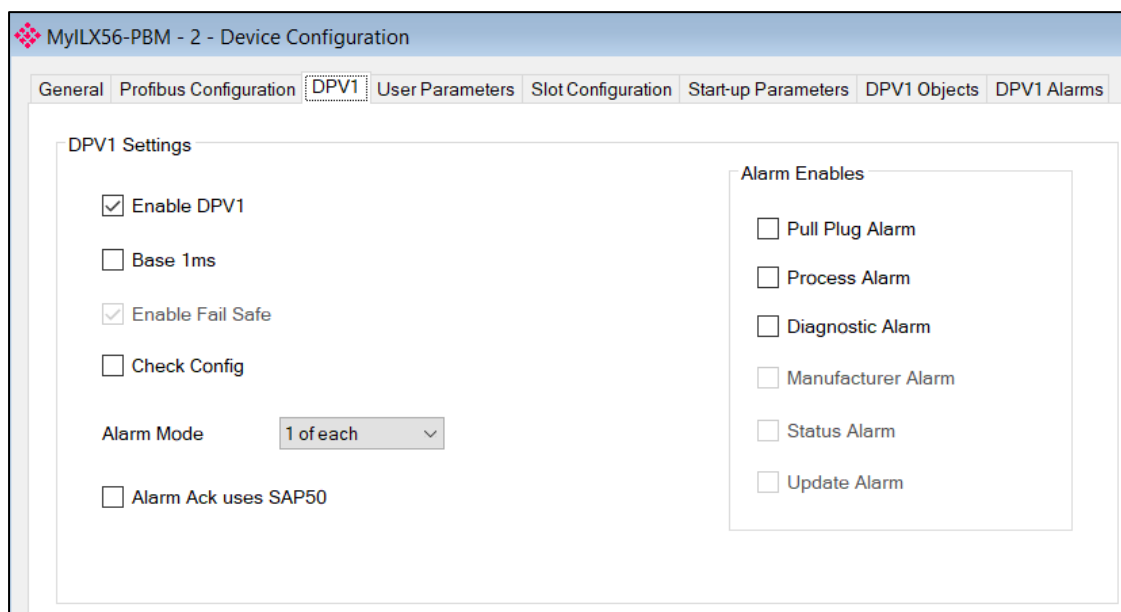 MyILX56-PBM - 2 - Device Configuration
General Profibus Configuration DPV1 User Parameters Slot Configuration Start-up Parameters DPV1 Objects DPV1 Alarms
DPV1 Settings
Enable DPV1
Base 1ms
Enable Fail Safe
Check Config
Alarm Mode 1 of each
Alarm Ack uses SAP50
Alarm Enables
Pull Plug Alarm
Process Alarm
Diagnostic Alarm
Manufacturer Alarm
Status Alarm
Update Alarm